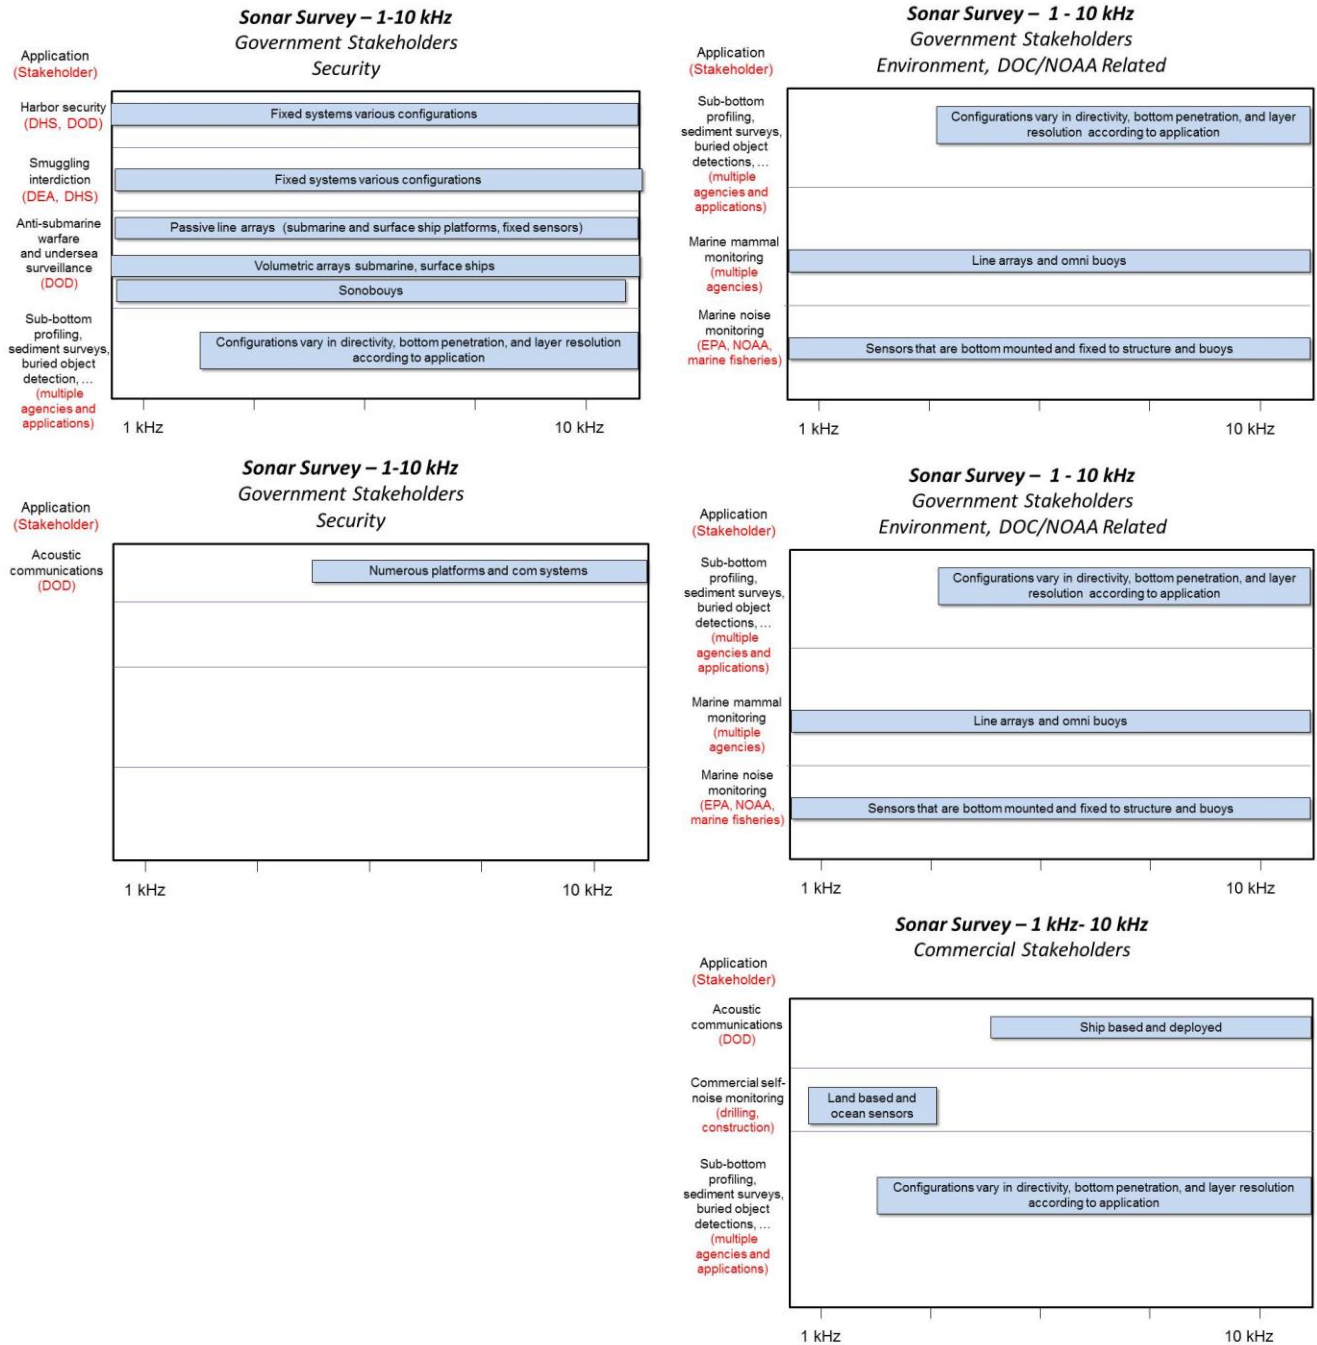 Sonar Survey – 1-10 kHz
Government Stakeholders
Security
Application
(Stakeholder)
Harbor security
(DHS, DOD)
Fixed systems various configurations
Smuggling
interdiction
(DEA, DHS)
Fixed systems various configurations
Anti-submarine
warfare
and undersea
surveillance
(DOD)
Passive line arrays (submarine and surface ship platforms, fixed sensors)
Volumetric arrays submarine, surface ships
Sonobouys
Sub-bottom
profiling,
sediment surveys,
buried object
detection, ...
(multiple
agencies and
applications)
Configurations vary in directivity, bottom penetration, and layer resolution
according to application
1 kHz
10 kHz
Sonar Survey – 1 - 10 kHz
Government Stakeholders
Environment, DOC/NOAA Related
Application
(Stakeholder)
Sub-bottom
profiling,
sediment surveys,
buried object
detections, ...
(multiple
agencies and
applications)
Configurations vary in directivity, bottom penetration, and layer
resolution according to application
Marine mammal
monitoring
(multiple
agencies)
Line arrays and omni buoys
Marine noise
monitoring
(EPA, NOAA,
marine fisheries)
Sensors that are bottom mounted and fixed to structure and buoys
1 kHz
10 kHz
Sonar Survey – 1-10 kHz
Government Stakeholders
Security
Application
(Stakeholder)
Acoustic
communications
(DOD)
Numerous platforms and com systems
1 kHz
10 kHz
Sonar Survey – 1 - 10 kHz
Government Stakeholders
Environment, DOC/NOAA Related
Application
(Stakeholder)
Sub-bottom
profiling,
sediment surveys,
buried object
detections, ...
(multiple
agencies and
applications)
Configurations vary in directivity, bottom penetration, and layer
resolution according to application
Marine mammal
monitoring
(multiple
agencies)
Line arrays and omni buoys
Marine noise
monitoring
(EPA, NOAA,
marine fisheries)
Sensors that are bottom mounted and fixed to structure and buoys
1 kHz
10 kHz
Sonar Survey – 1 kHz- 10 kHz
Commercial Stakeholders
Application
(Stakeholder)
Acoustic
communications
(DOD)
Ship based and deployed
Commercial self-
noise monitoring
(drilling,
construction)
Land based and
ocean sensors
Sub-bottom
profiling,
sediment surveys,
buried object
detections, ...
(multiple
agencies and
applications)
Configurations vary in directivity, bottom penetration, and layer resolution
according to application
1 kHz
10 kHz